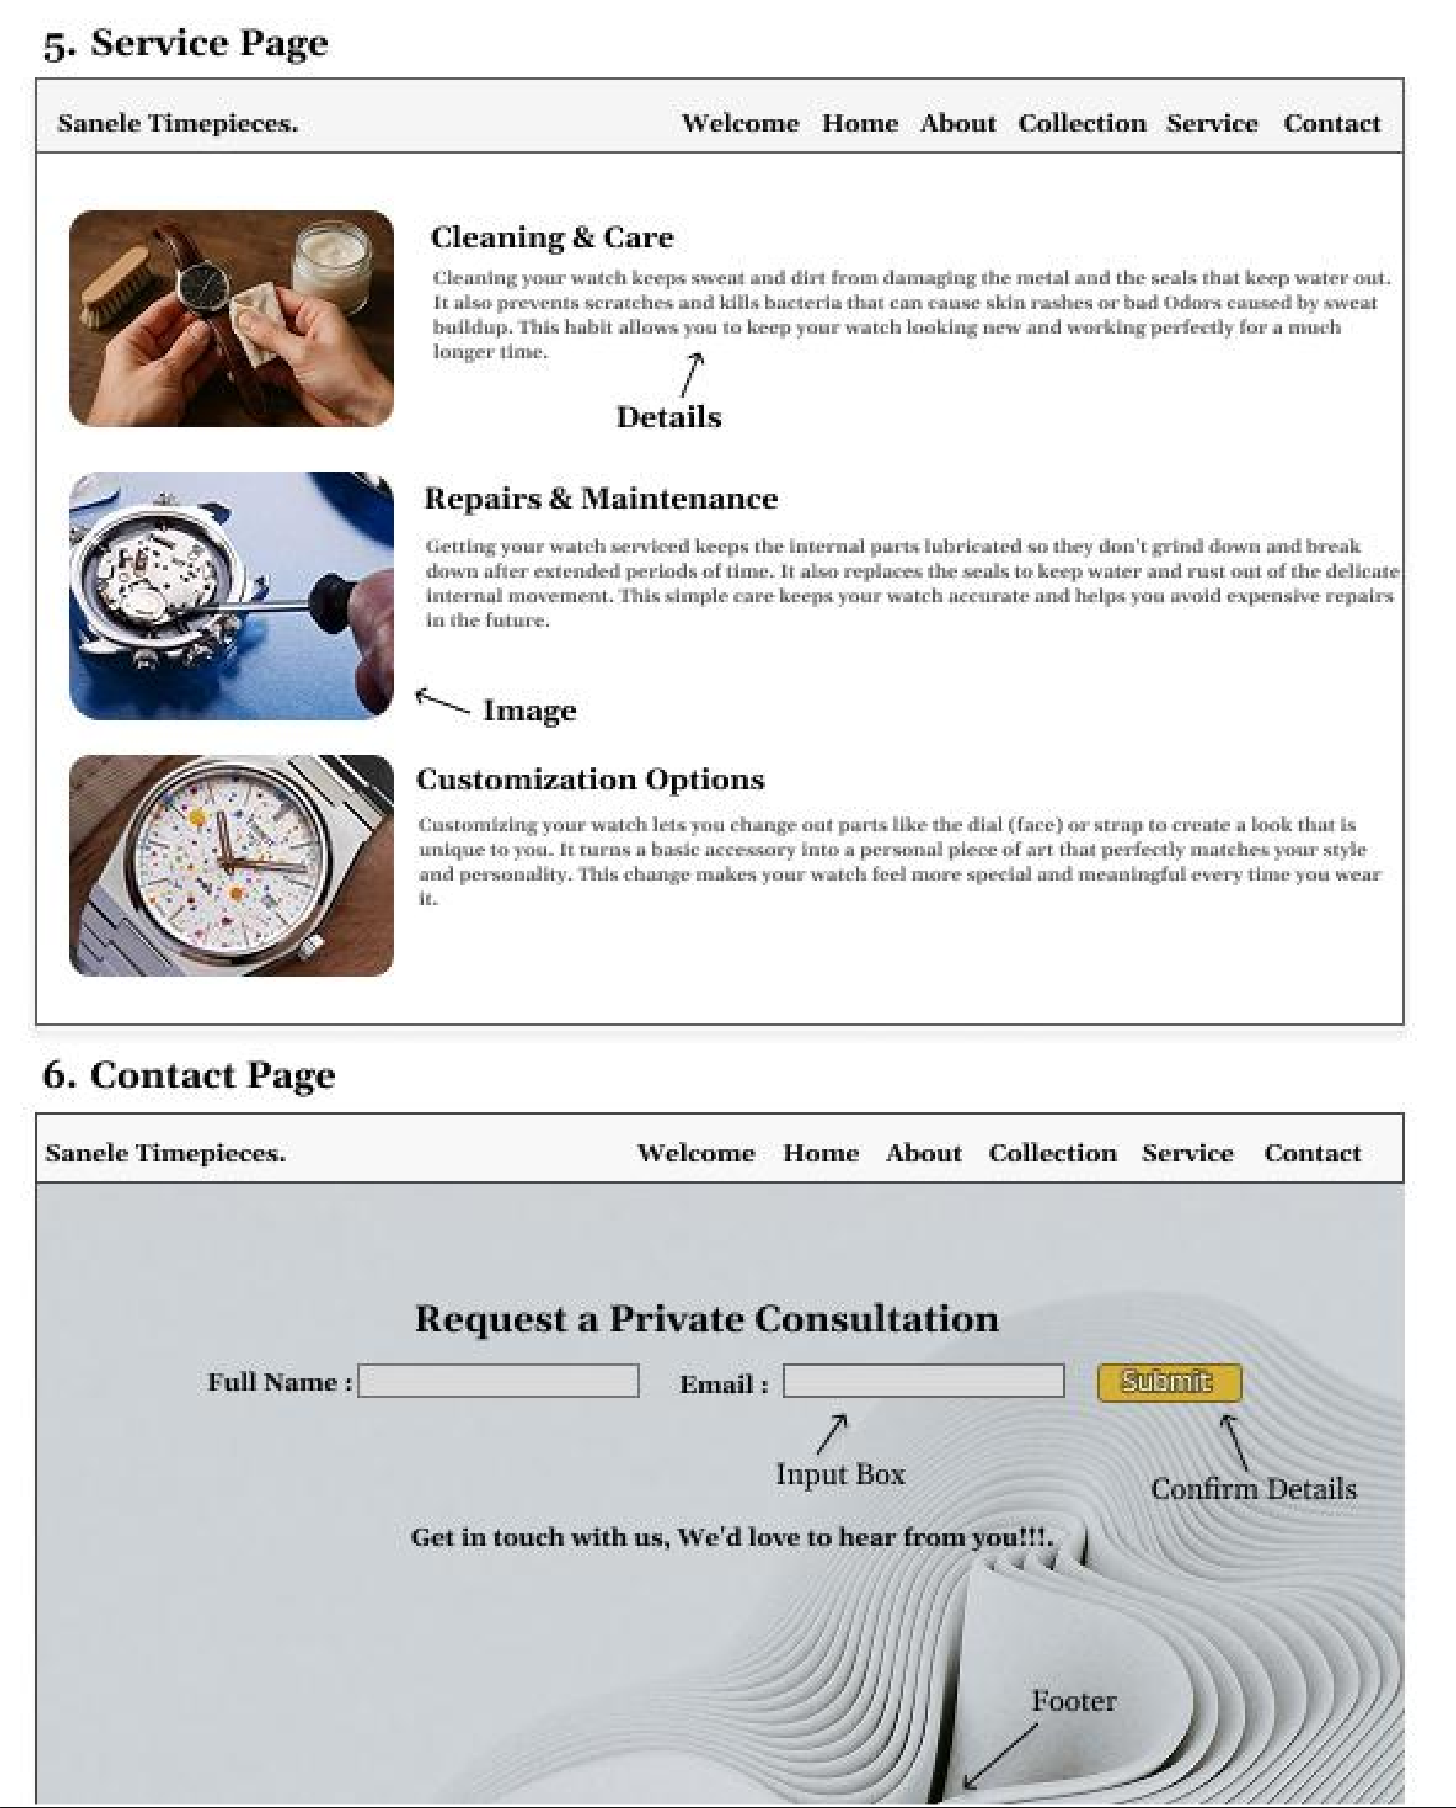 5. Service Page
Sanele Timepieces.
Welcome Home About Collection Service Contact
Cleaning & Care
Cleaning your watch keeps sweat and dirt from damaging the metal and the seals that keep water out.
It also prevents scratches and kills bacteria that can cause skin rashes or bad Odors caused by sweat
buildup. This habit allows you to keep your watch looking new and working perfectly for a much
longer time.
Details
Repairs & Maintenance
Getting your watch serviced keeps the internal parts lubricated so they don't grind down and break
down after extended periods of time. It also replaces the seals to keep water and rust out of the delicate
internal movement. This simple care keeps your watch accurate and helps you avoid expensive repairs
in the future.
Image
Customization Options
Customizing your watch lets you change out parts like the dial (face) or strap to create a look that is
unique to you. It turns a basic accessory into a personal piece of art that perfectly matches your style
and personality. This change makes your watch feel more special and meaningful every time you wear
it.
6. Contact Page
Sanele Timepieces.
Welcome Home About Collection Service Contact
Request a Private Consultation
Full Name : Email : Submit
Input Box
Confirm Details
Get in touch with us, We'd love to hear from you!!!.
Footer